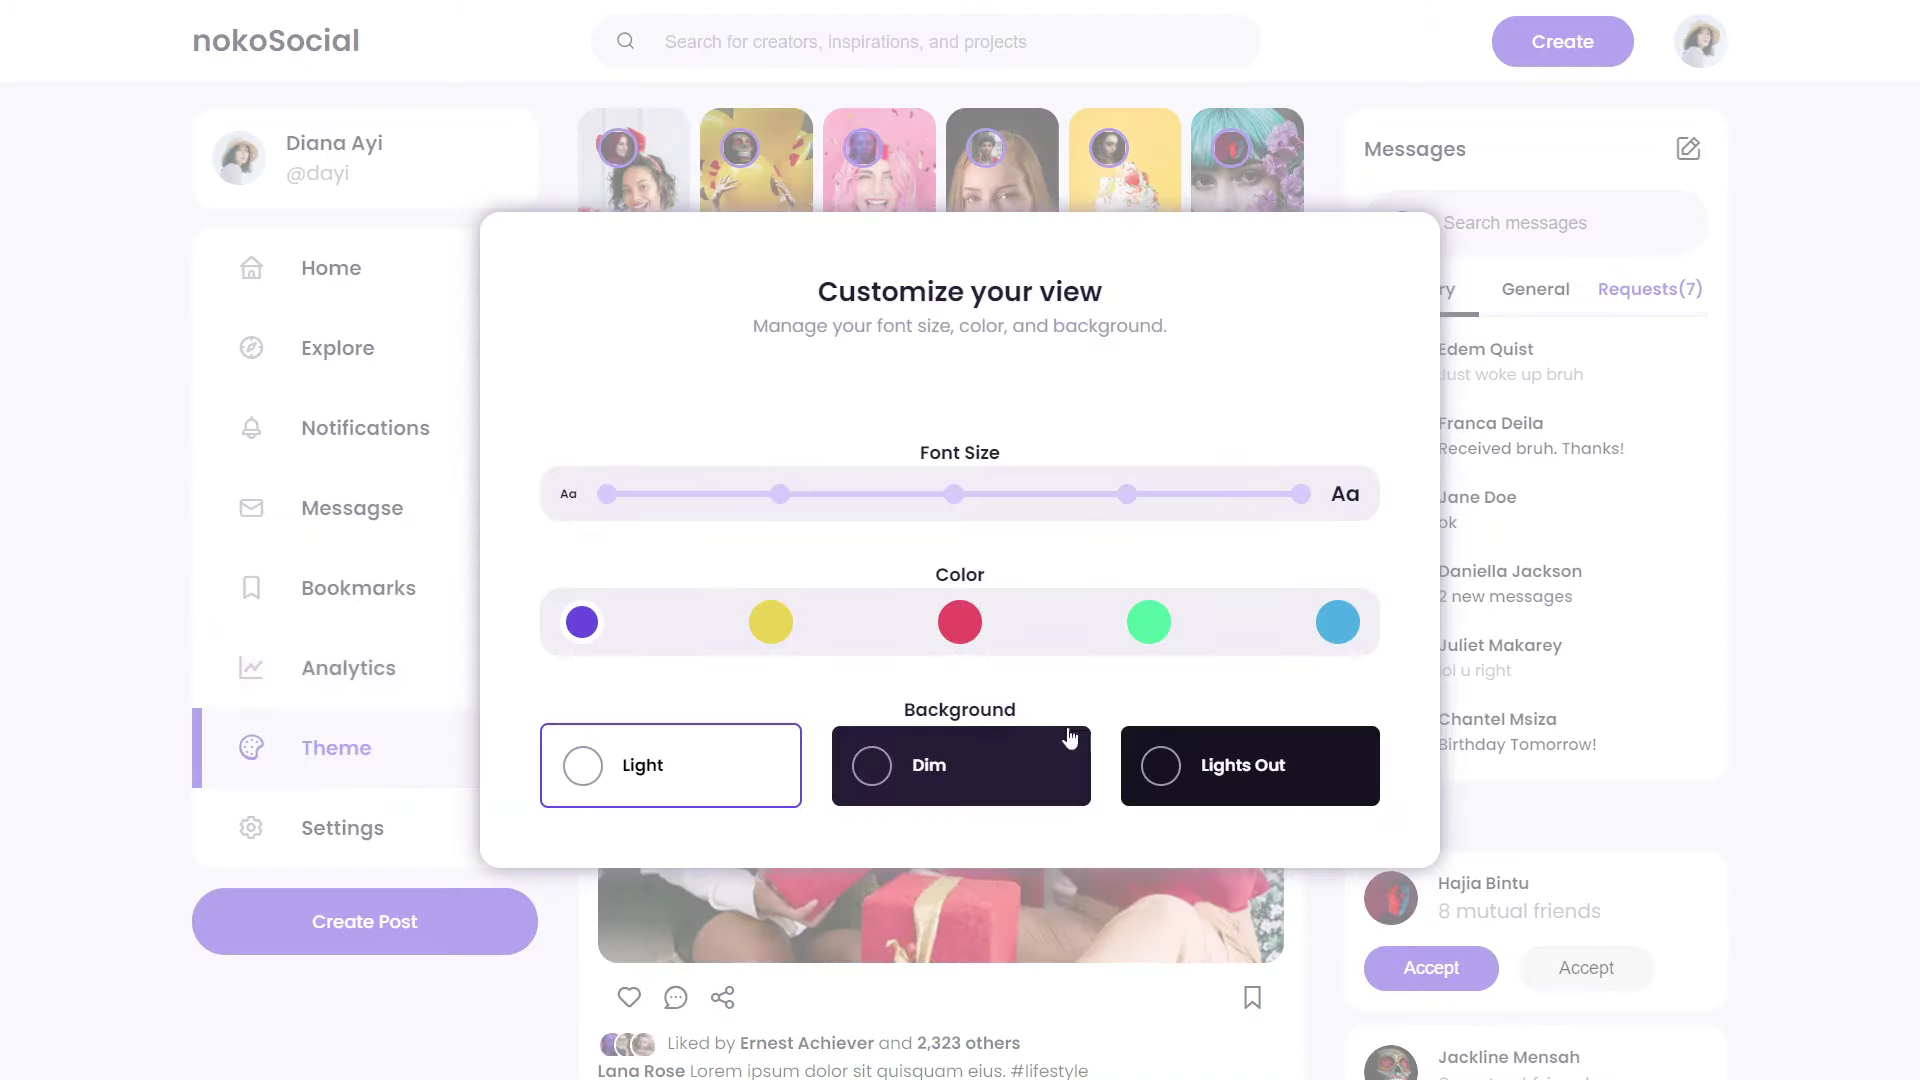 nokoSocial
Search for creators, inspirations, and projects
Create
Diana Ayi
@dayi
Home
Explore
Notifications
Messagse
Bookmarks
Analytics
Theme
Settings
Create Post
Customize your view
Manage your font size, color, and background.
Font Size
Aa
Aa
Color
Background
Light
Dim
Lights Out
Liked by Ernest Achiever and 2,323 others
Lana Rose Lorem ipsum dolor sit quisquam eius. #lifestyle
Messages
Search messages
ry General Requests(7)
Edem Quist
Just woke up bruh
Franca Deila
Received bruh. Thanks!
Jane Doe
ok
Daniella Jackson
2 new messages
Juliet Makarey
lol u right
Chantel Msiza
Birthday Tomorrow!
Hajia Bintu
8 mutual friends
Accept
Accept
Jackline Mensah